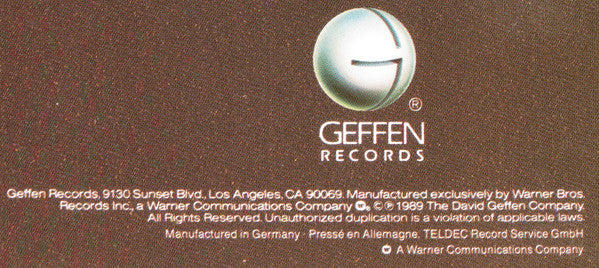 ®
GEFFEN
RECORDS
Geffen Records, 9130 Sunset Blvd., Los Angeles, CA 90069. Manufactured exclusively by Warner Bros.
Records Inc., a Warner Communications Company ©℗1989 The David Geffen Company.
All Rights Reserved. Unauthorized duplication is a violation of applicable laws.
Manufactured in Germany · Pressé en Allemagne. TELDEC Record Service GmbH
A Warner Communications Company